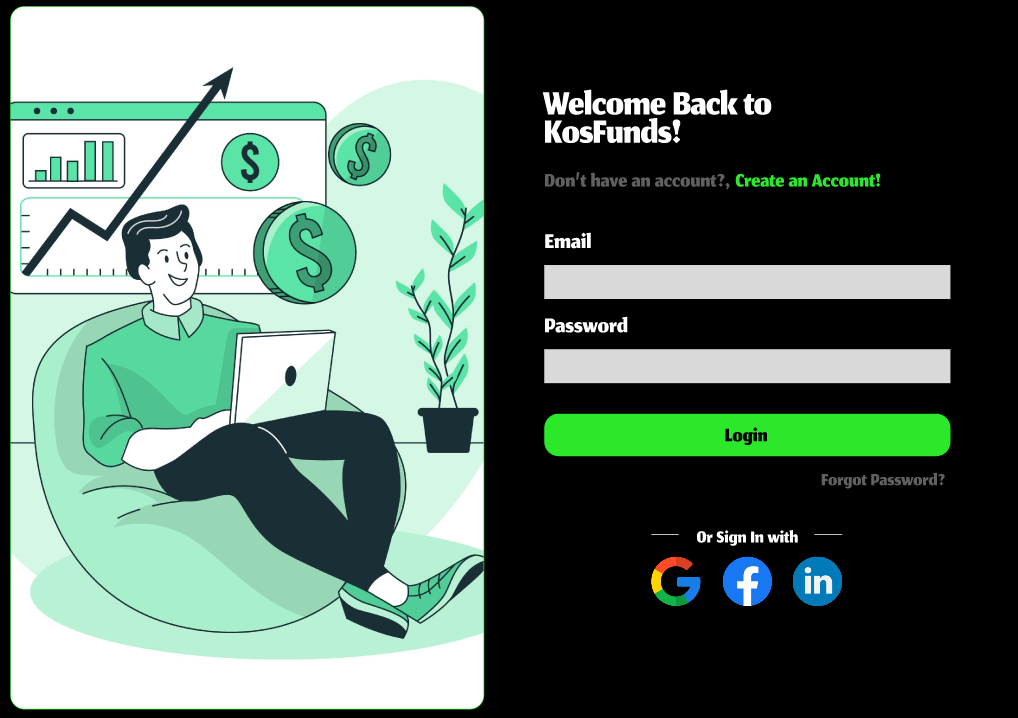 Welcome Back to
KosFunds!
Don't have an account?, Create an Account!
Email
Password
Login
Forgot Password?
Or Sign In with
$
$
$
G f in